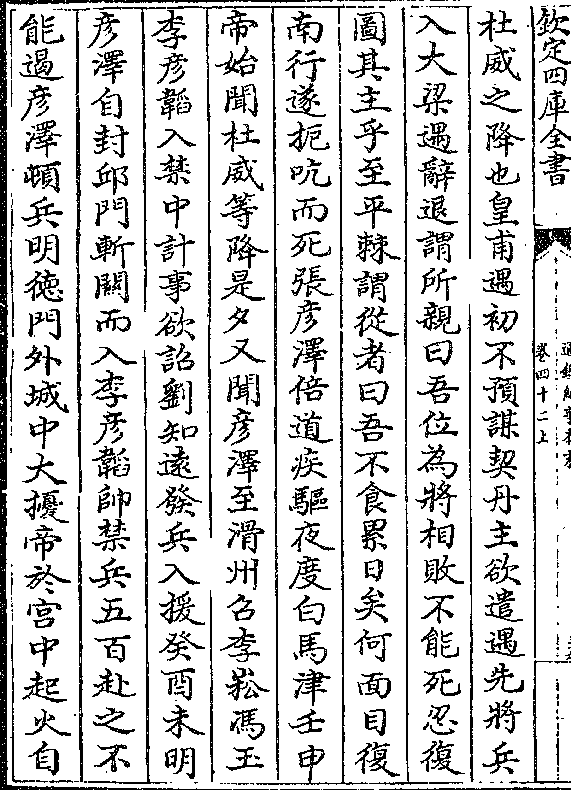 欽定四庫全書
通鑑紀事本末
卷四十二上
杜威之降也皇甫遇初不預謀契丹主欲遣遇先將兵
入大梁遇辭退謂所親曰吾位為將相敗不能死忍復
圖其主乎至平棘謂從者曰吾不食累日矣何面目復
南行遂扼吭而死張彦澤倍道疾驅夜度白馬津壬申
帝始聞杜威等降是夕又聞彦澤至滑州召李崧馮玉
李彦韜入禁中計事欲詔劉知逺發兵入援癸酉未明
彦澤自封邱門斬關而入李彦韜帥禁兵五百赴之不
能遏彦澤頓兵明德門外城中大擾帝於宫中起火自